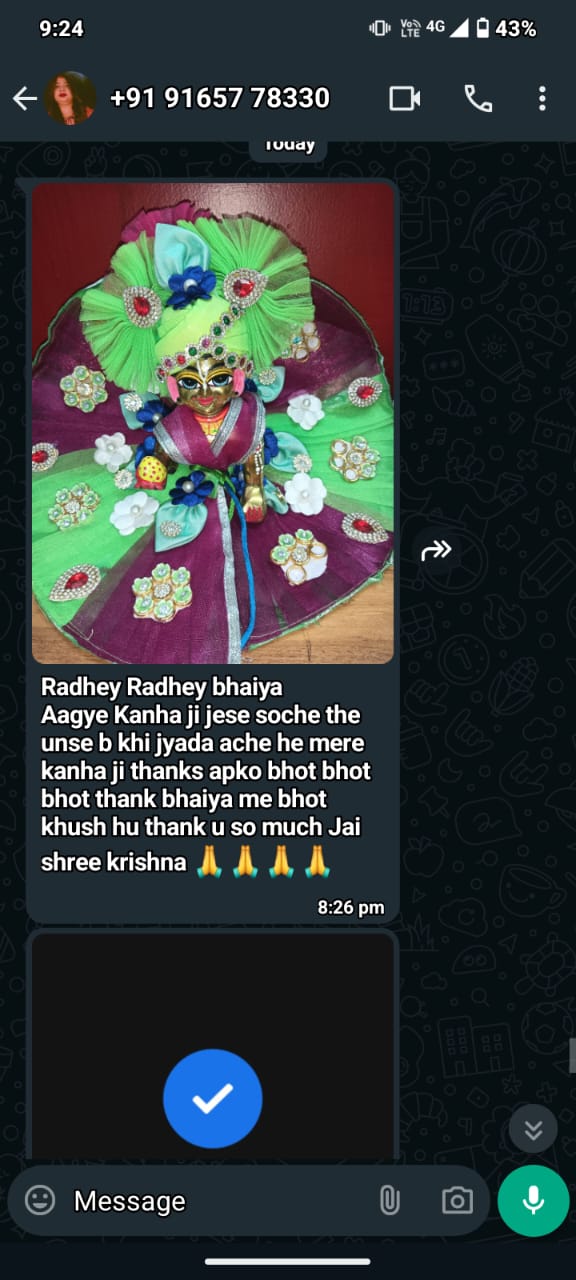 9:24
Vo LTE 4G 43%
+91 91657 78330
Today
Radhey Radhey bhaiya
Aagye Kanha ji jese soche the
unse b khi jyada ache he mere
kanha ji thanks apko bhot bhot
bhot thank bhaiya me bhot
khush hu thank u so much Jai
shree krishna 🙏 🙏 🙏 🙏
8:26 pm
Message